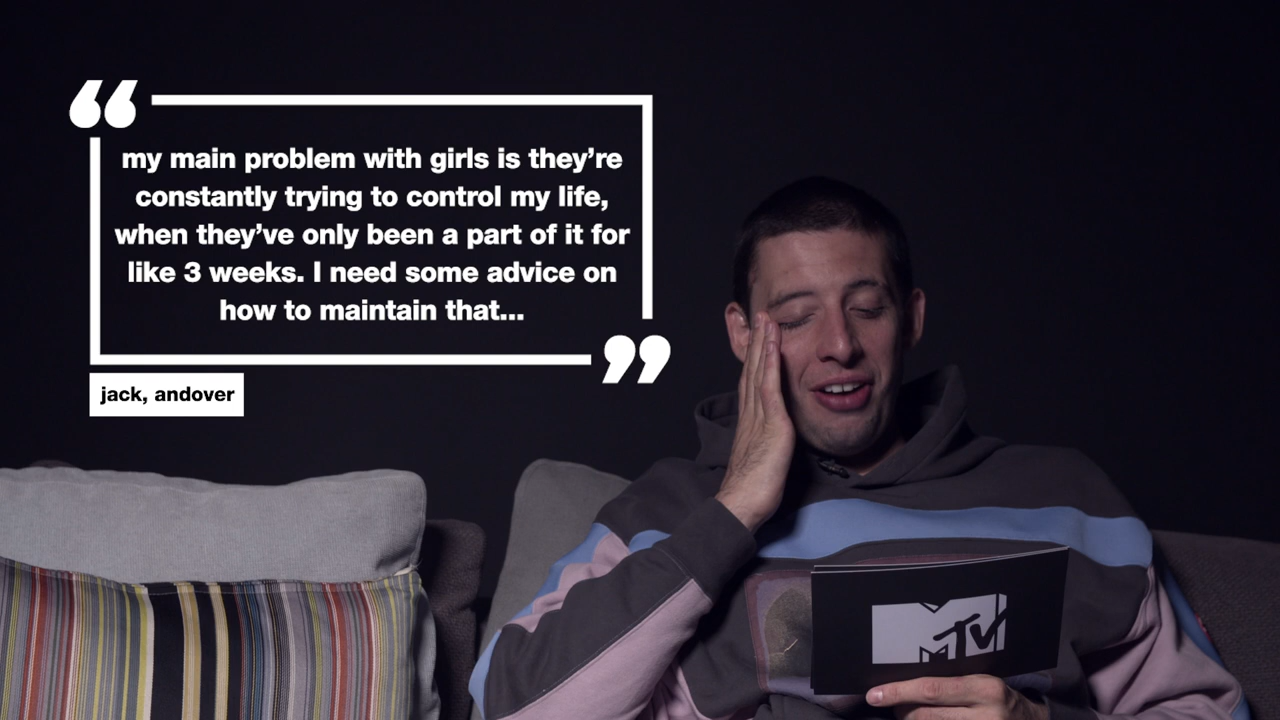 my main problem with girls is they're
constantly trying to control my life,
when they've only been a part of it for
like 3 weeks. I need some advice on
how to maintain that...
jack, andover
MTV